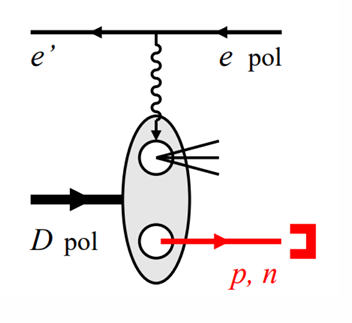 e’ e pol
D pol
p, n